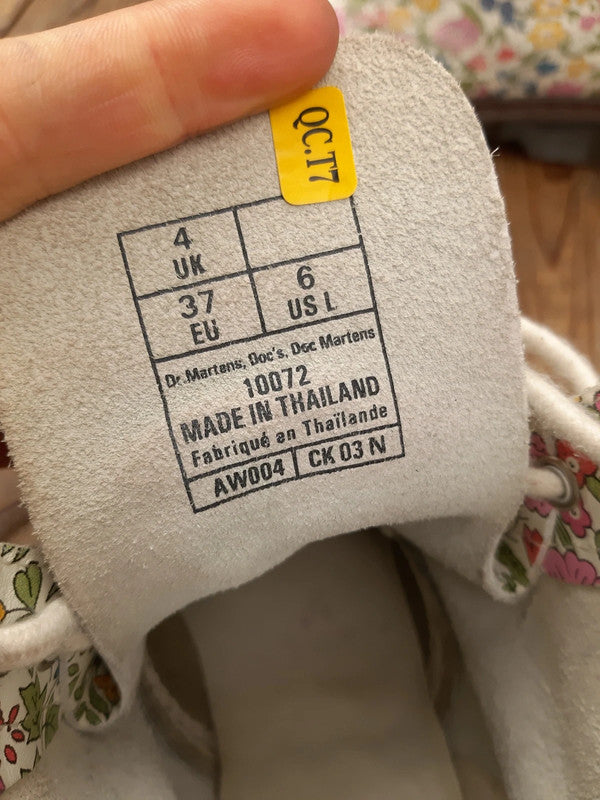 QC.T7
4
UK
37
EU
6
US L
Dr.Martens, Doc's, Doc Martens
10072
MADE IN THAILAND
Fabriqué en Thaïlande
AW004
CK 03 N